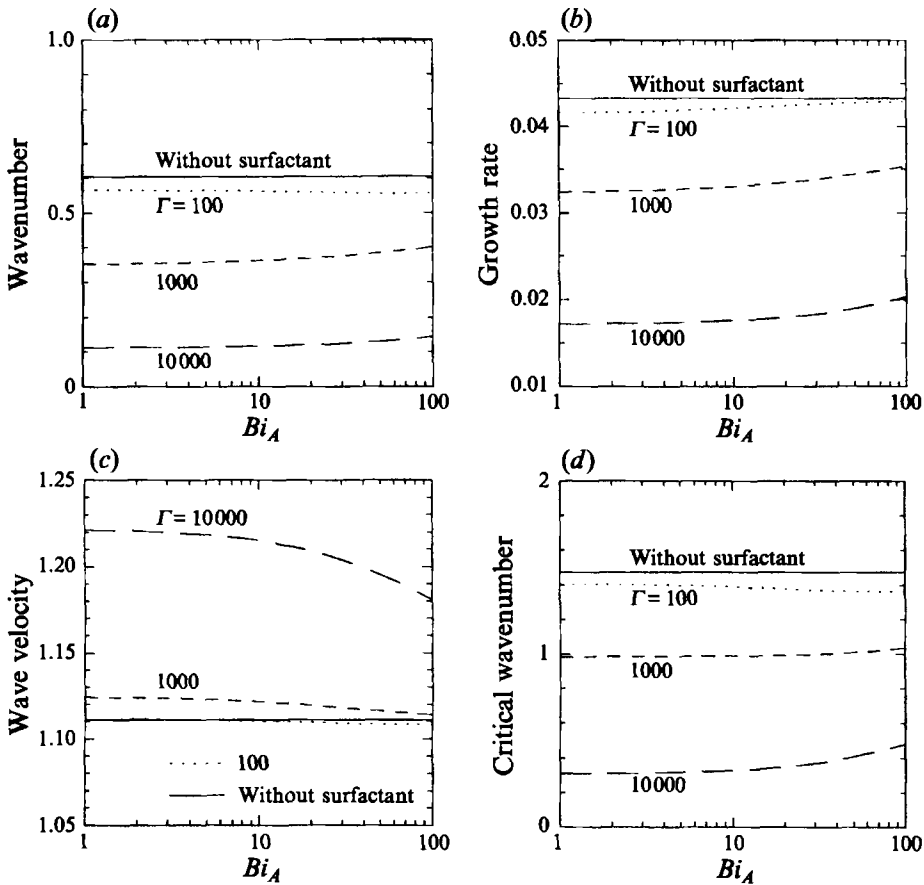 (a)
1.0
Without surfactant
Γ = 100
0.5
1000
10000
0
1
10
100
Wavenumber
Bi_A
(b)
0.05
Without surfactant
0.04
Γ = 100
1000
0.03
0.02
10000
0.01
1
10
100
Growth rate
Bi_A
(c)
1.25
Γ = 10000
1.20
1.15
1000
1.10
100
Without surfactant
1.05
1
10
100
Wave velocity
Bi_A
(d)
2
Without surfactant
Γ = 100
1
1000
10000
0
1
10
100
Critical wavenumber
Bi_A